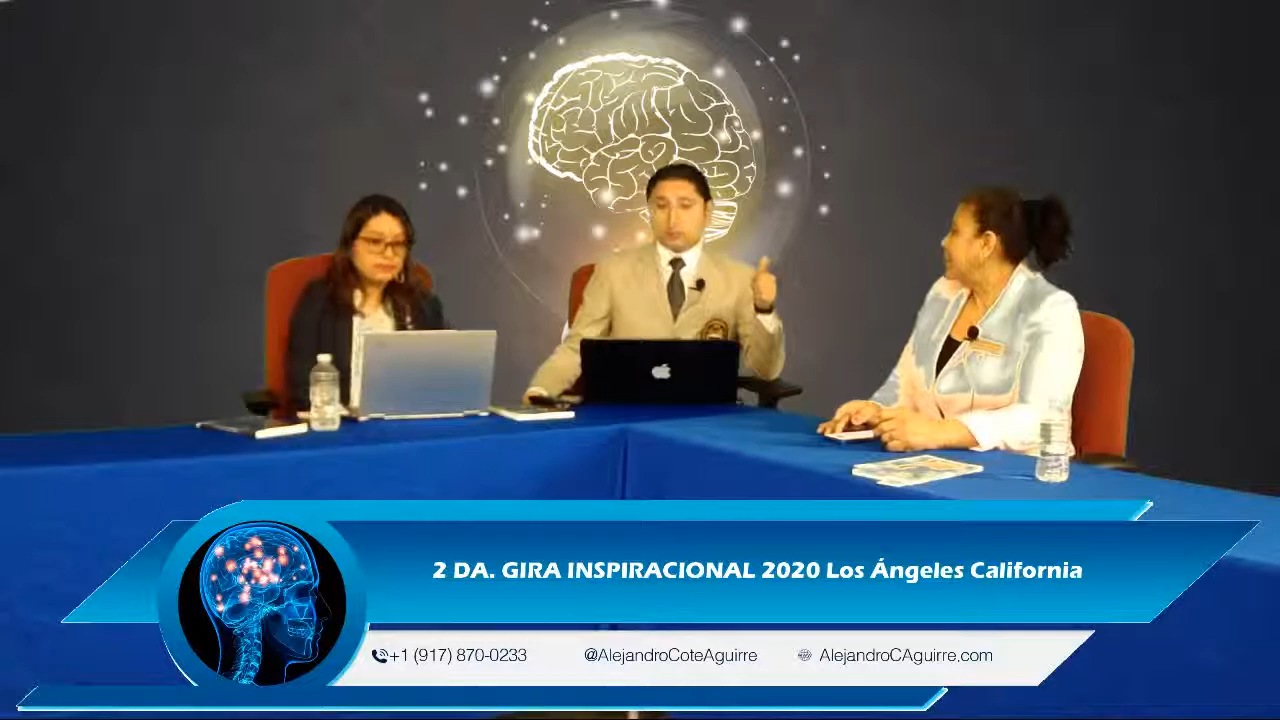 2 DA. GIRA INSPIRACIONAL 2020 Los Ángeles California
+1 (917) 870-0233 @AlejandroCoteAguirre AlejandroCAguirre.com